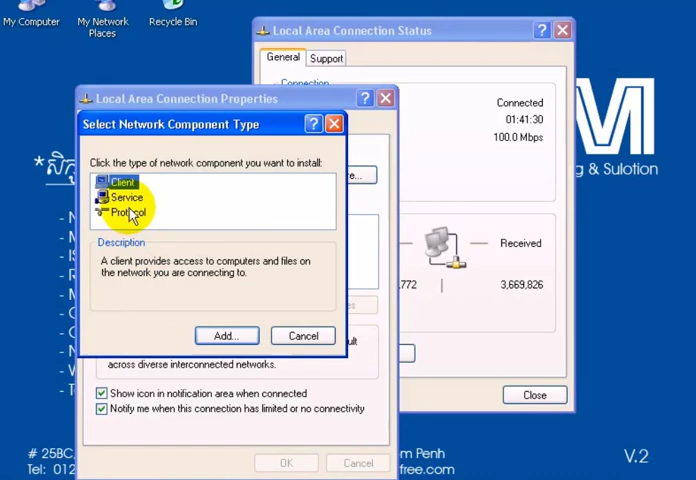 My Computer
My Network Places
Recycle Bin
Local Area Connection Status
General
Support
Connection
Connected
01:41:30
100.0 Mbps
Received
3,669,826
Close
Local Area Connection Properties
Select Network Component Type
Click the type of network component you want to install:
Client
Service
Protocol
Description
A client provides access to computers and files on
the network you are connecting to.
Add...
Cancel
across diverse interconnected networks.
Show icon in notification area when connected
Notify me when this connection has limited or no connectivity
OK
Cancel
# 25BC,
Tel: 012
V.2